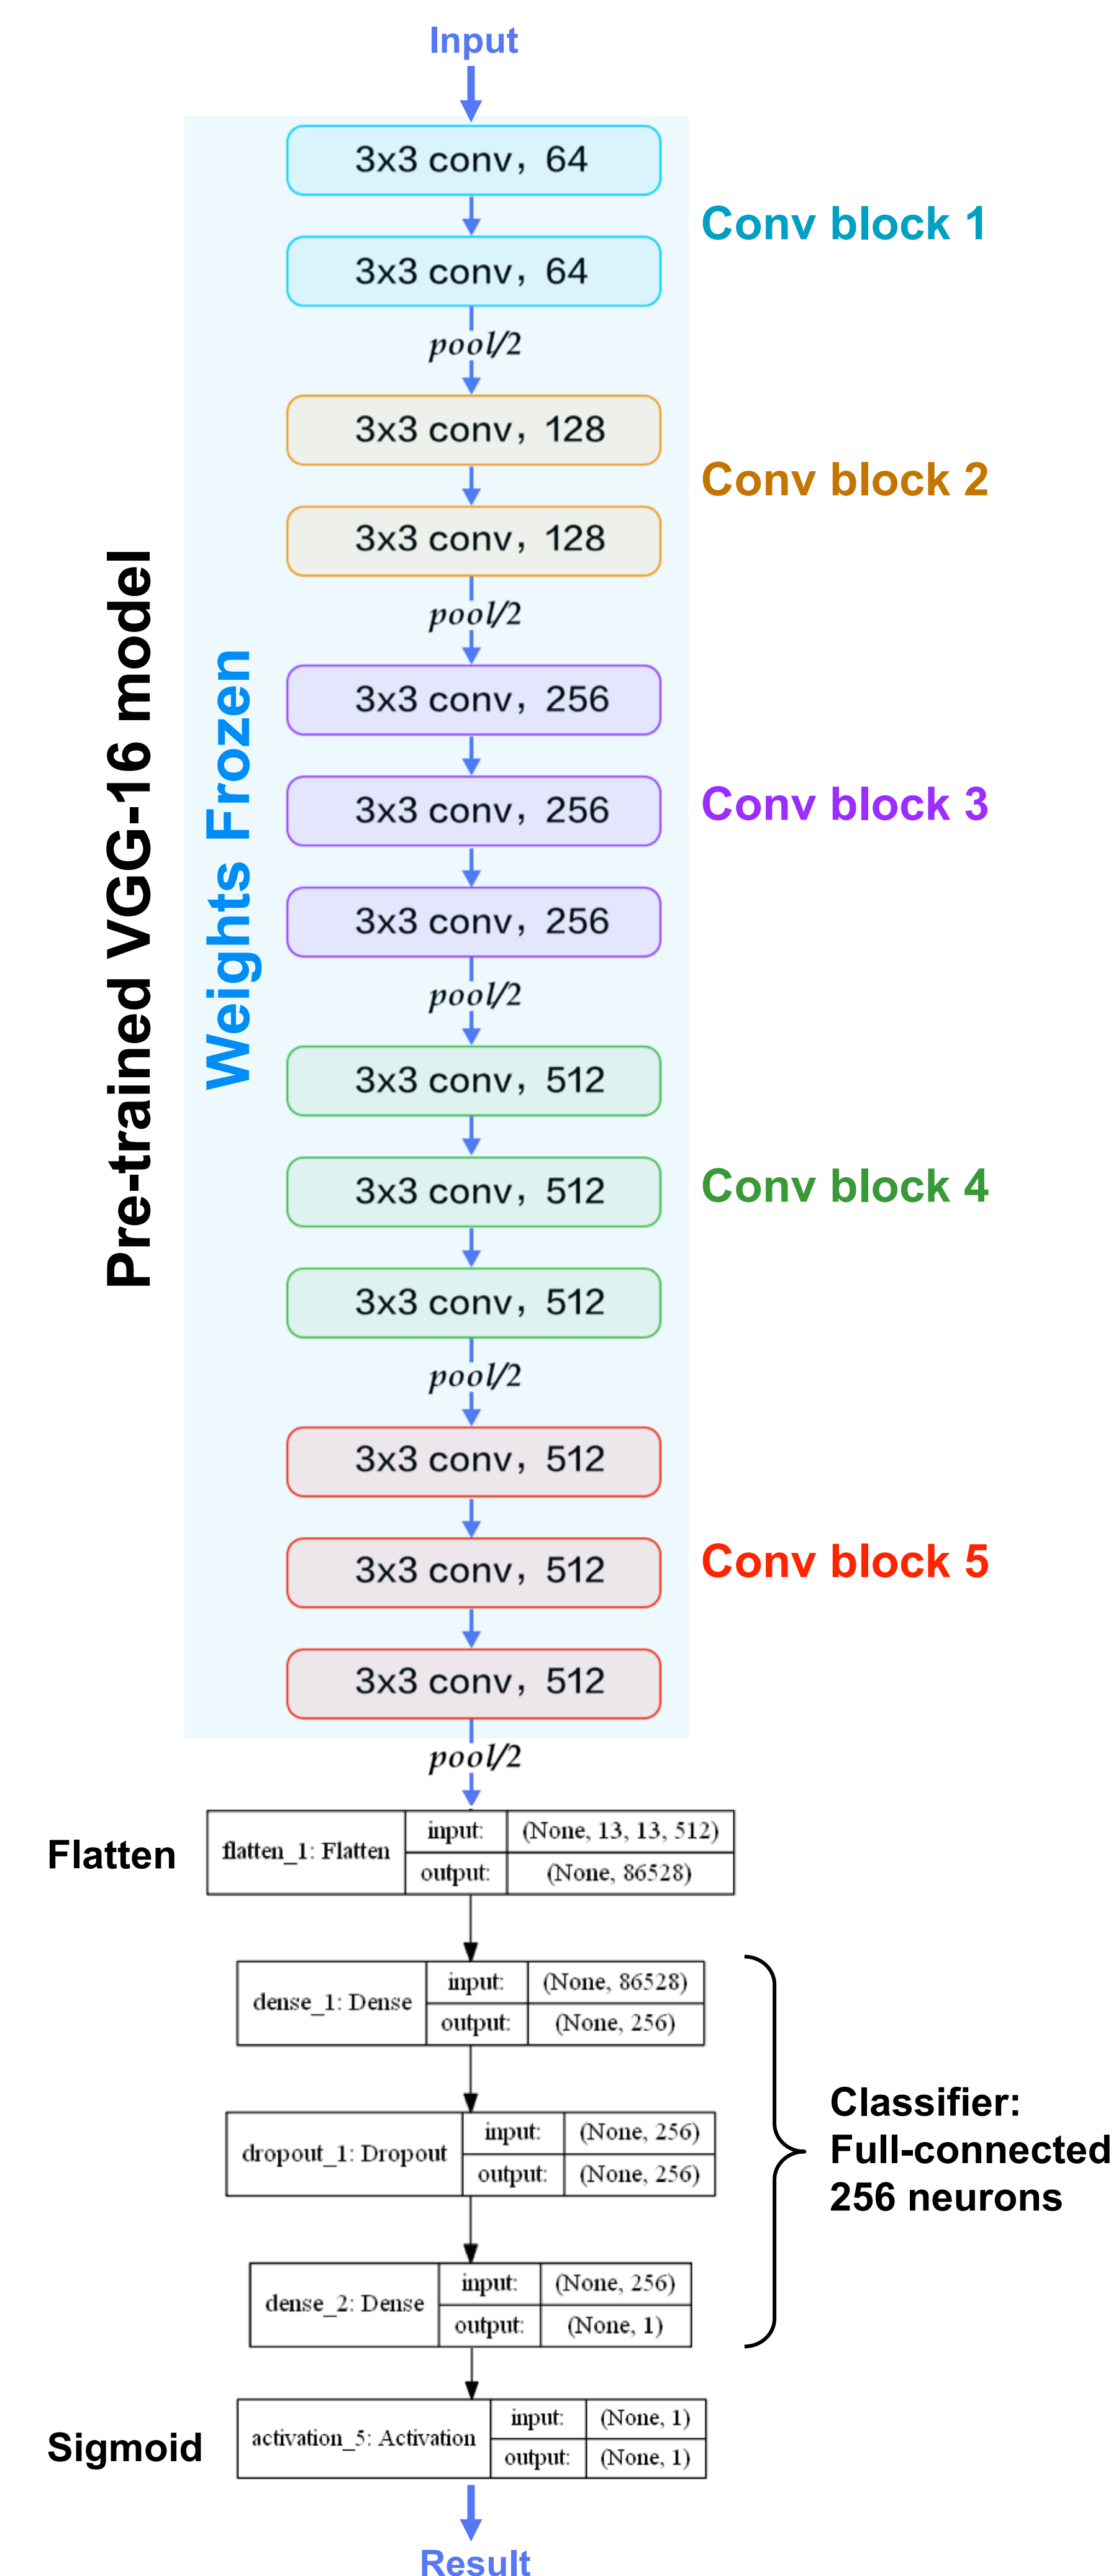 Input
3x3 conv, 64
Conv block 1
3x3 conv, 64
pool/2
3x3 conv, 128
Conv block 2
3x3 conv, 128
pool/2
Pre-trained VGG-16 model
Weights Frozen
3x3 conv, 256
3x3 conv, 256
Conv block 3
3x3 conv, 256
pool/2
3x3 conv, 512
3x3 conv, 512
Conv block 4
3x3 conv, 512
pool/2
3x3 conv, 512
3x3 conv, 512
Conv block 5
3x3 conv, 512
pool/2
Flatten
flatten_1: Flatten
input: (None, 13, 13, 512)
output: (None, 86528)
dense_1: Dense
input: (None, 86528)
output: (None, 256)
dropout_1: Dropout
input: (None, 256)
output: (None, 256)
Classifier:
Full-connected
256 neurons
dense_2: Dense
input: (None, 256)
output: (None, 1)
Sigmoid
activation_5: Activation
input: (None, 1)
output: (None, 1)
Result